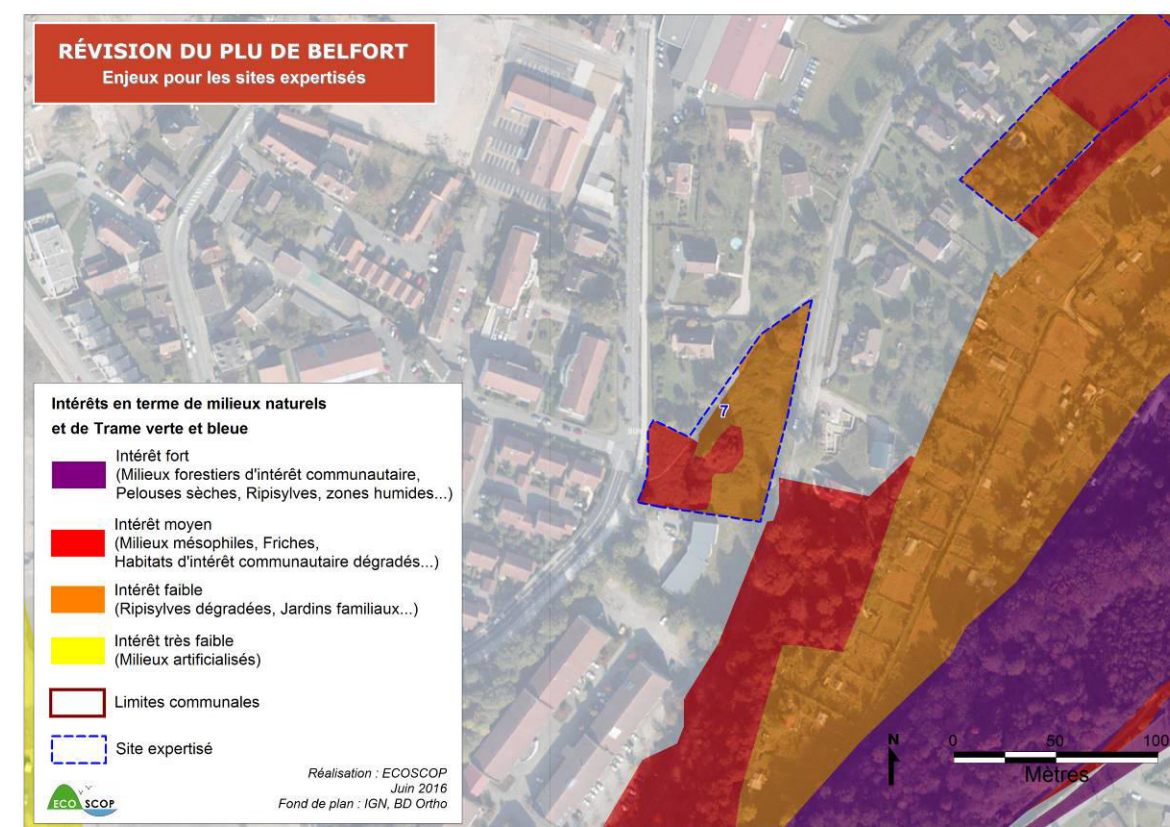 RÉVISION DU PLU DE BELFORT
Enjeux pour les sites expertisés
7
Intérêts en terme de milieux naturels
et de Trame verte et bleue
Intérêt fort
(Milieux forestiers d'intérêt communautaire,
Pelouses sèches, Ripisylves, zones humides...)
Intérêt moyen
(Milieux mésophiles, Friches,
Habitats d'intérêt communautaire dégradés...)
Intérêt faible
(Ripisylves dégradées, Jardins familiaux...)
Intérêt très faible
(Milieux artificialisés)
Limites communales
Site expertisé
Réalisation : ECOSCOP
Juin 2016
Fond de plan : IGN, BD Ortho
ECO SCOP
N
0 50 100
Mètres